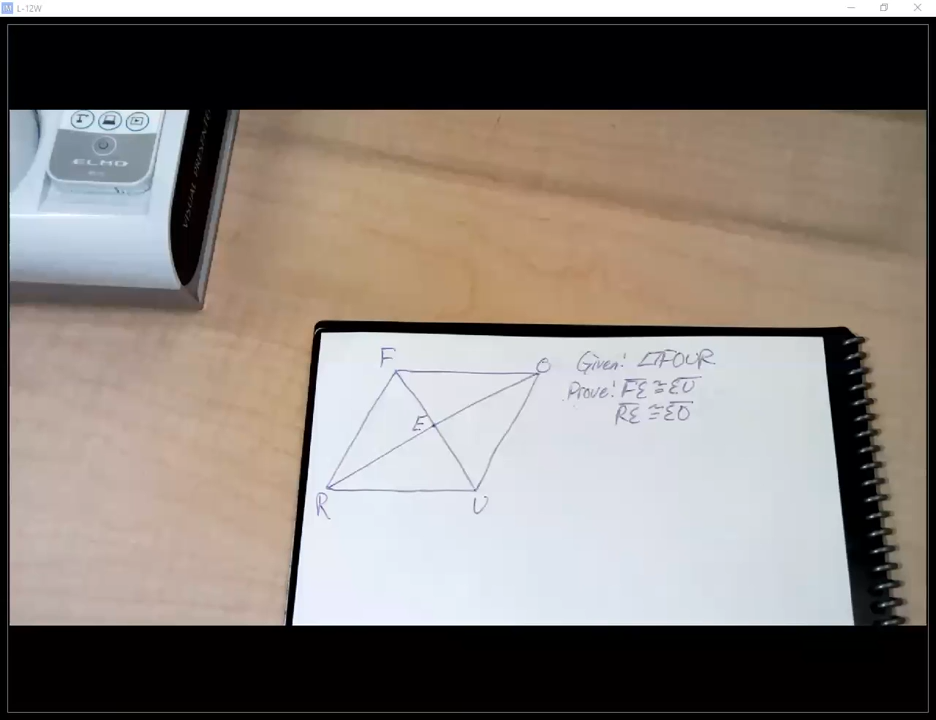 L-12W
ELMO
F
O
Given: ▱FOUR
Prove: FE ≅ EU
RE ≅ EO
E
R
U